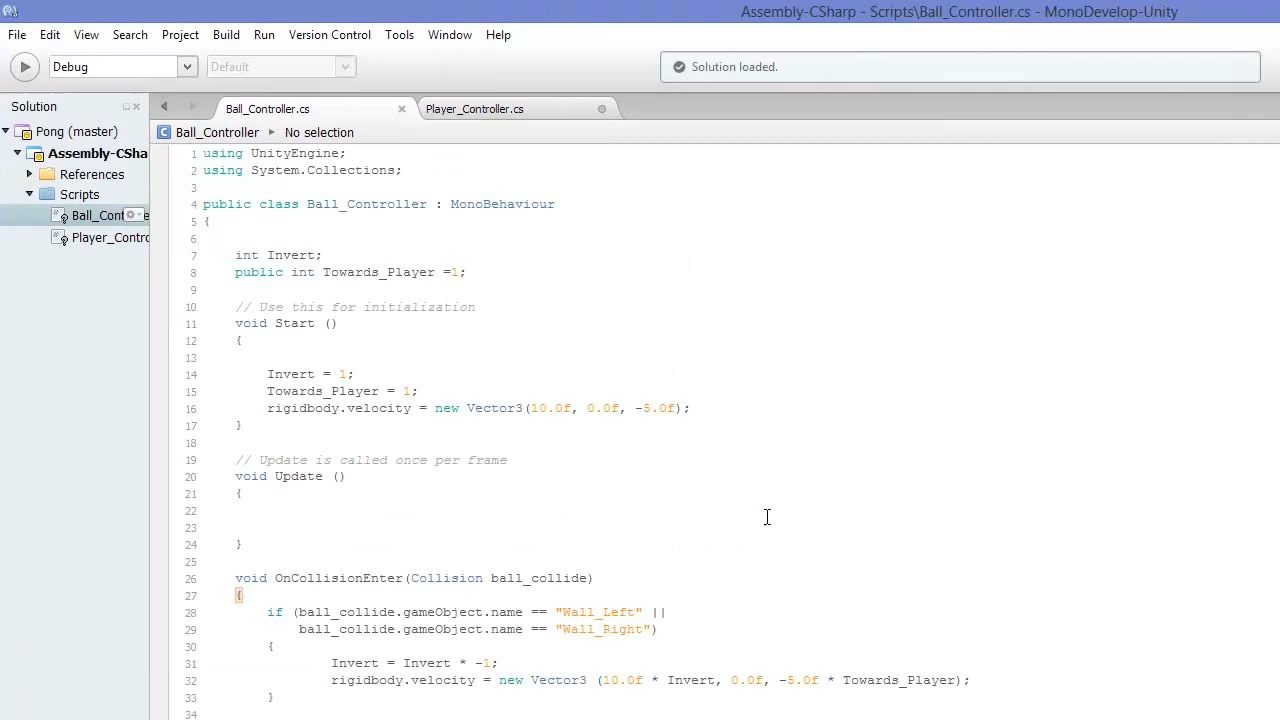 Assembly-CSharp - Scripts\Ball_Controller.cs - MonoDevelop-Unity
File Edit View Search Project Build Run Version Control Tools Window Help
Debug Default Solution loaded.
Solution Ball_Controller.cs Player_Controller.cs
Pong (master) Ball_Controller No selection
Assembly-CSha
References
Scripts
Ball_Cont e
Player_Contro
1 using UnityEngine;
2 using System.Collections;
3
4 public class Ball_Controller : MonoBehaviour
5 {
6
7 int Invert;
8 public int Towards_Player =1;
9
10 // Use this for initialization
11 void Start ()
12 {
13
14 Invert = 1;
15 Towards_Player = 1;
16 rigidbody.velocity = new Vector3(10.0f, 0.0f, -5.0f);
17 }
18
19 // Update is called once per frame
20 void Update ()
21 {
22
23
24 }
25
26 void OnCollisionEnter(Collision ball_collide)
27 {
28 if (ball_collide.gameObject.name == "Wall_Left" ||
29 ball_collide.gameObject.name == "Wall_Right")
30 {
31 Invert = Invert * -1;
32 rigidbody.velocity = new Vector3 (10.0f * Invert, 0.0f, -5.0f * Towards_Player);
33 }
34